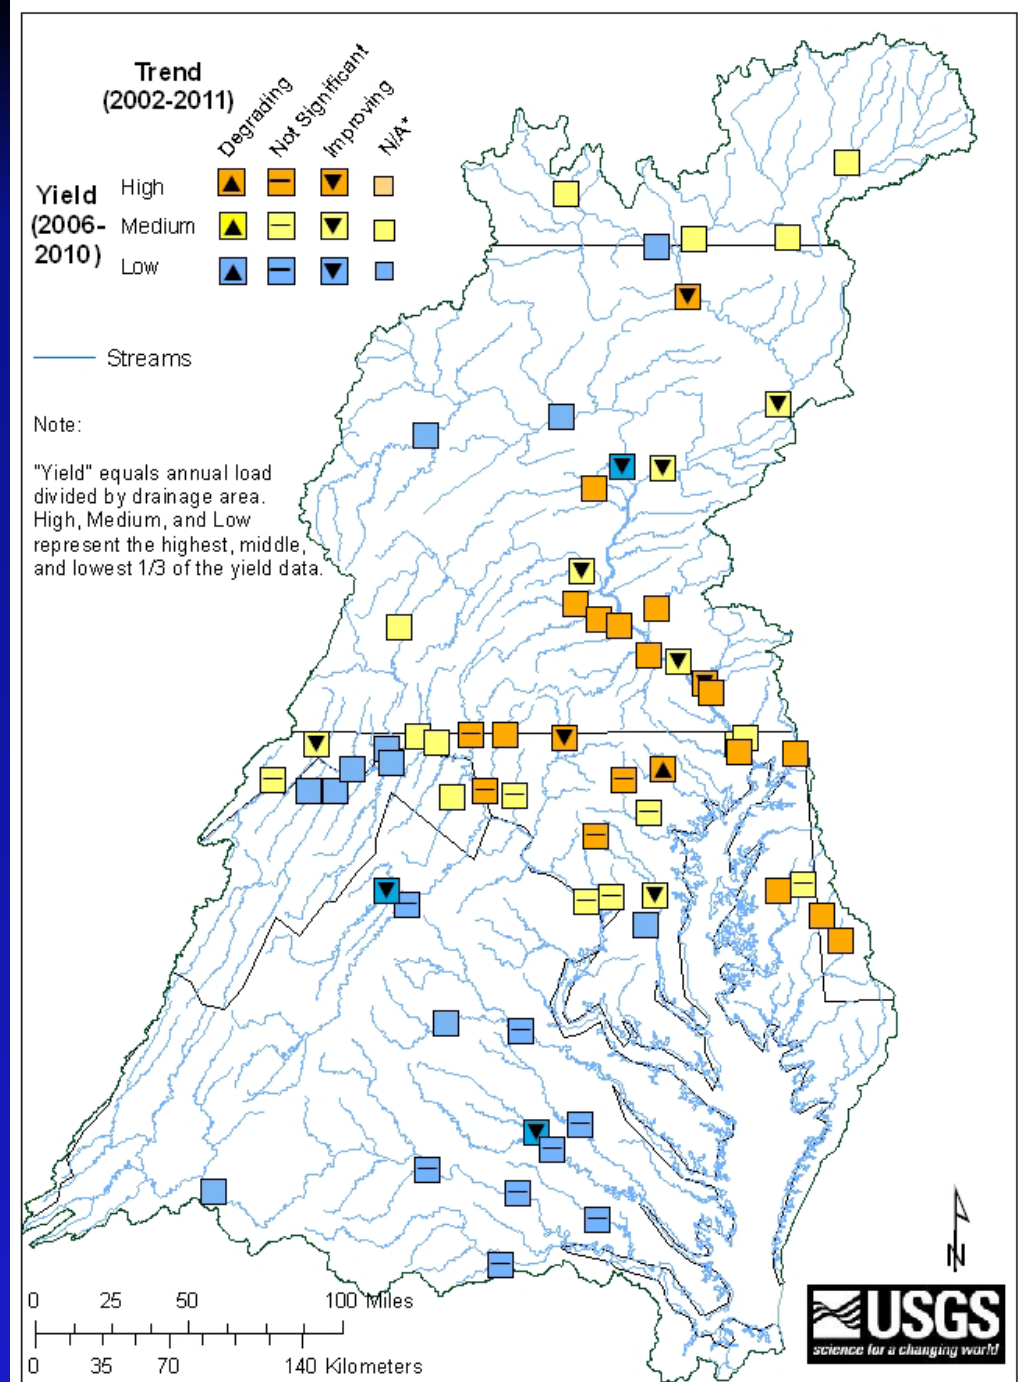 Trend
(2002-2011)
Degrading
Not Significant
Improving
N/A*
Yield
(2006-
2010)
High
Medium
Low
Streams
Note:
"Yield" equals annual load
divided by drainage area.
High, Medium, and Low
represent the highest, middle,
and lowest 1/3 of the yield data.
N
0 25 50 100 Miles
0 35 70 140 Kilometers
USGS
science for a changing world